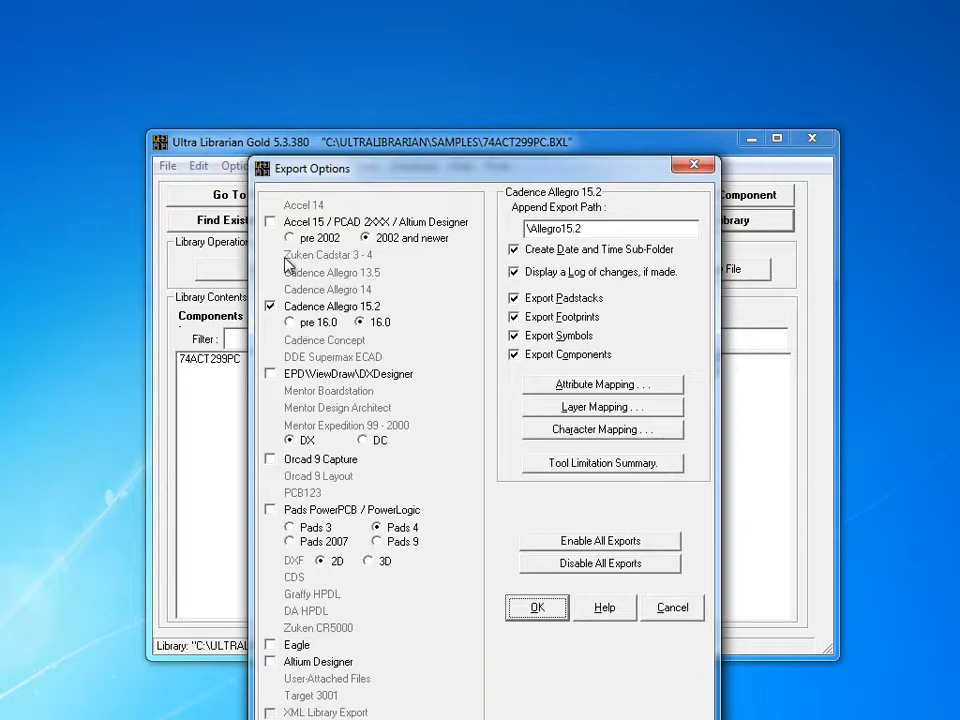 Ultra Librarian Gold 5.3.380 "C:\ULTRALIBRARIAN\SAMPLES\74ACT299PC.BXL"
File Edit Optio
Export Options
Go To
Component
Find Exist
ibrary
Library Operation
File
Library Contents
Components
Filter :
74ACT299PC
Accel 14
Accel 15 / PCAD 2XXX / Altium Designer
pre 2002 2002 and newer
Zuken Cadstar 3 - 4
Cadence Allegro 13.5
Cadence Allegro 14
Cadence Allegro 15.2
pre 16.0 16.0
Cadence Concept
DDE Supermax ECAD
EPD\ViewDraw\DXDesigner
Mentor Boardstation
Mentor Design Architect
Mentor Expedition 99 - 2000
DX DC
Orcad 9 Capture
Orcad 9 Layout
PCB123
Pads PowerPCB / PowerLogic
Pads 3 Pads 4
Pads 2007 Pads 9
DXF 2D 3D
CDS
Graffy HPDL
DA HPDL
Zuken CR5000
Eagle
Altium Designer
User-Attached Files
Target 3001
XML Library Export
Cadence Allegro 15.2
Append Export Path :
\Allegro15.2
Create Date and Time Sub-Folder
Display a Log of changes, if made.
Export Padstacks
Export Footprints
Export Symbols
Export Components
Attribute Mapping . . .
Layer Mapping . . .
Character Mapping . . .
Tool Limitation Summary.
Enable All Exports
Disable All Exports
OK Help Cancel
Library: "C:\ULTRAL